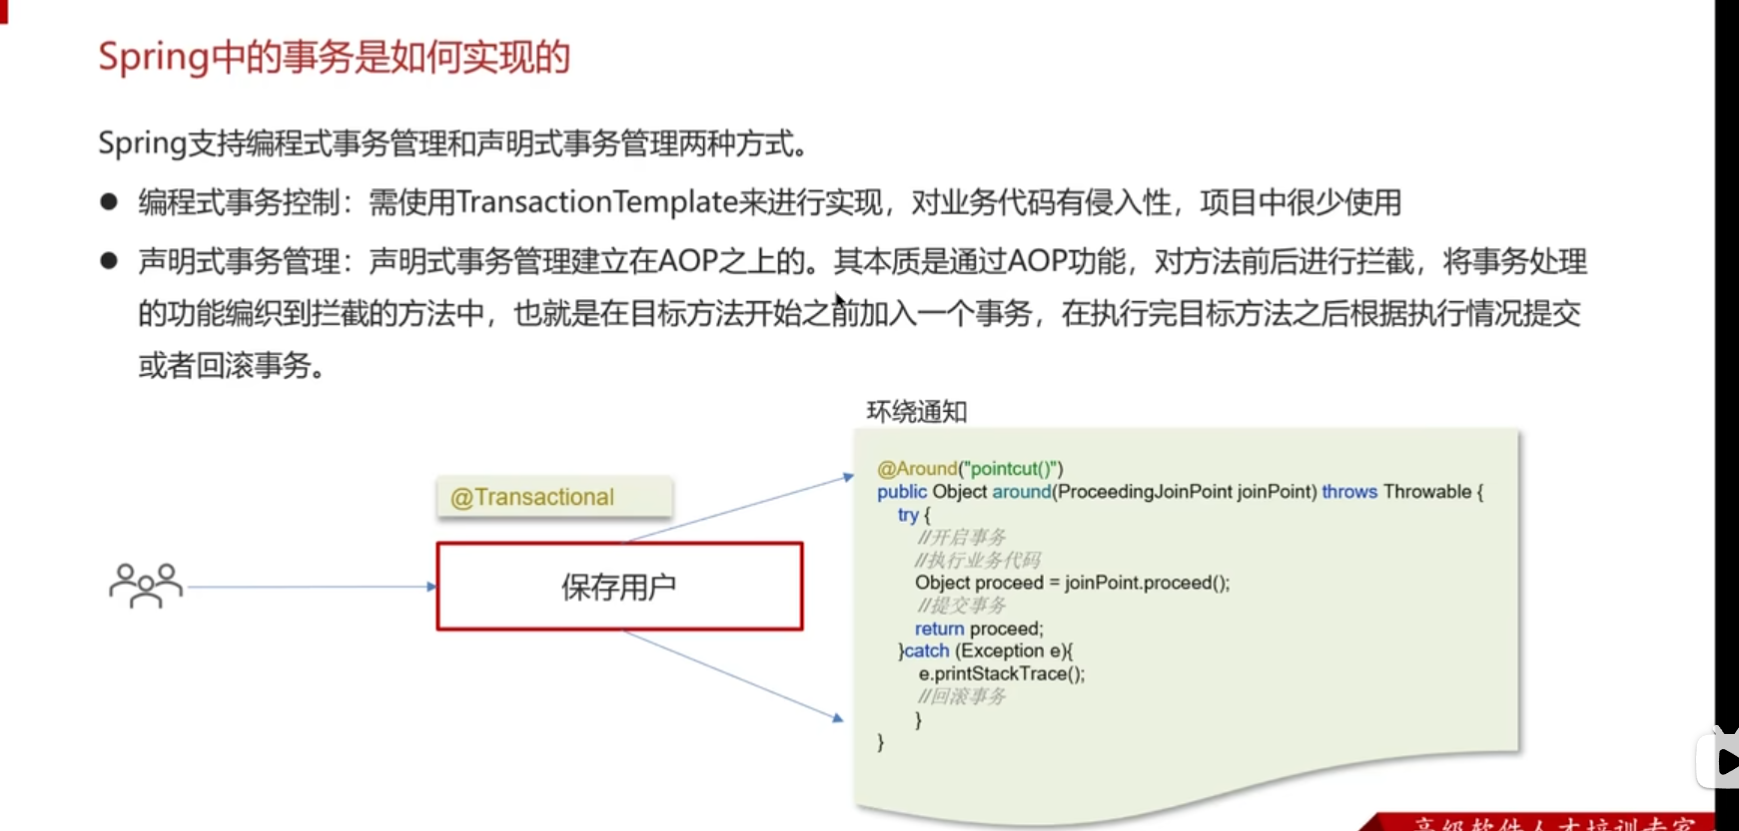 Spring中的事务是如何实现的
Spring支持编程式事务管理和声明式事务管理两种方式。
● 编程式事务控制：需使用TransactionTemplate来进行实现，对业务代码有侵入性，项目中很少使用
● 声明式事务管理：声明式事务管理建立在AOP之上的。其本质是通过AOP功能，对方法前后进行拦截，将事务处理
的功能编织到拦截的方法中，也就是在目标方法开始之前加入一个事务，在执行完目标方法之后根据执行情况提交
或者回滚事务。
环绕通知
@Transactional
保存用户
@Around("pointcut()")
public Object around(ProceedingJoinPoint joinPoint) throws Throwable {
try {
//开启事务
//执行业务代码
Object proceed = joinPoint.proceed();
//提交事务
return proceed;
}catch (Exception e){
e.printStackTrace();
//回滚事务
}
}
高级软件人才培训专家